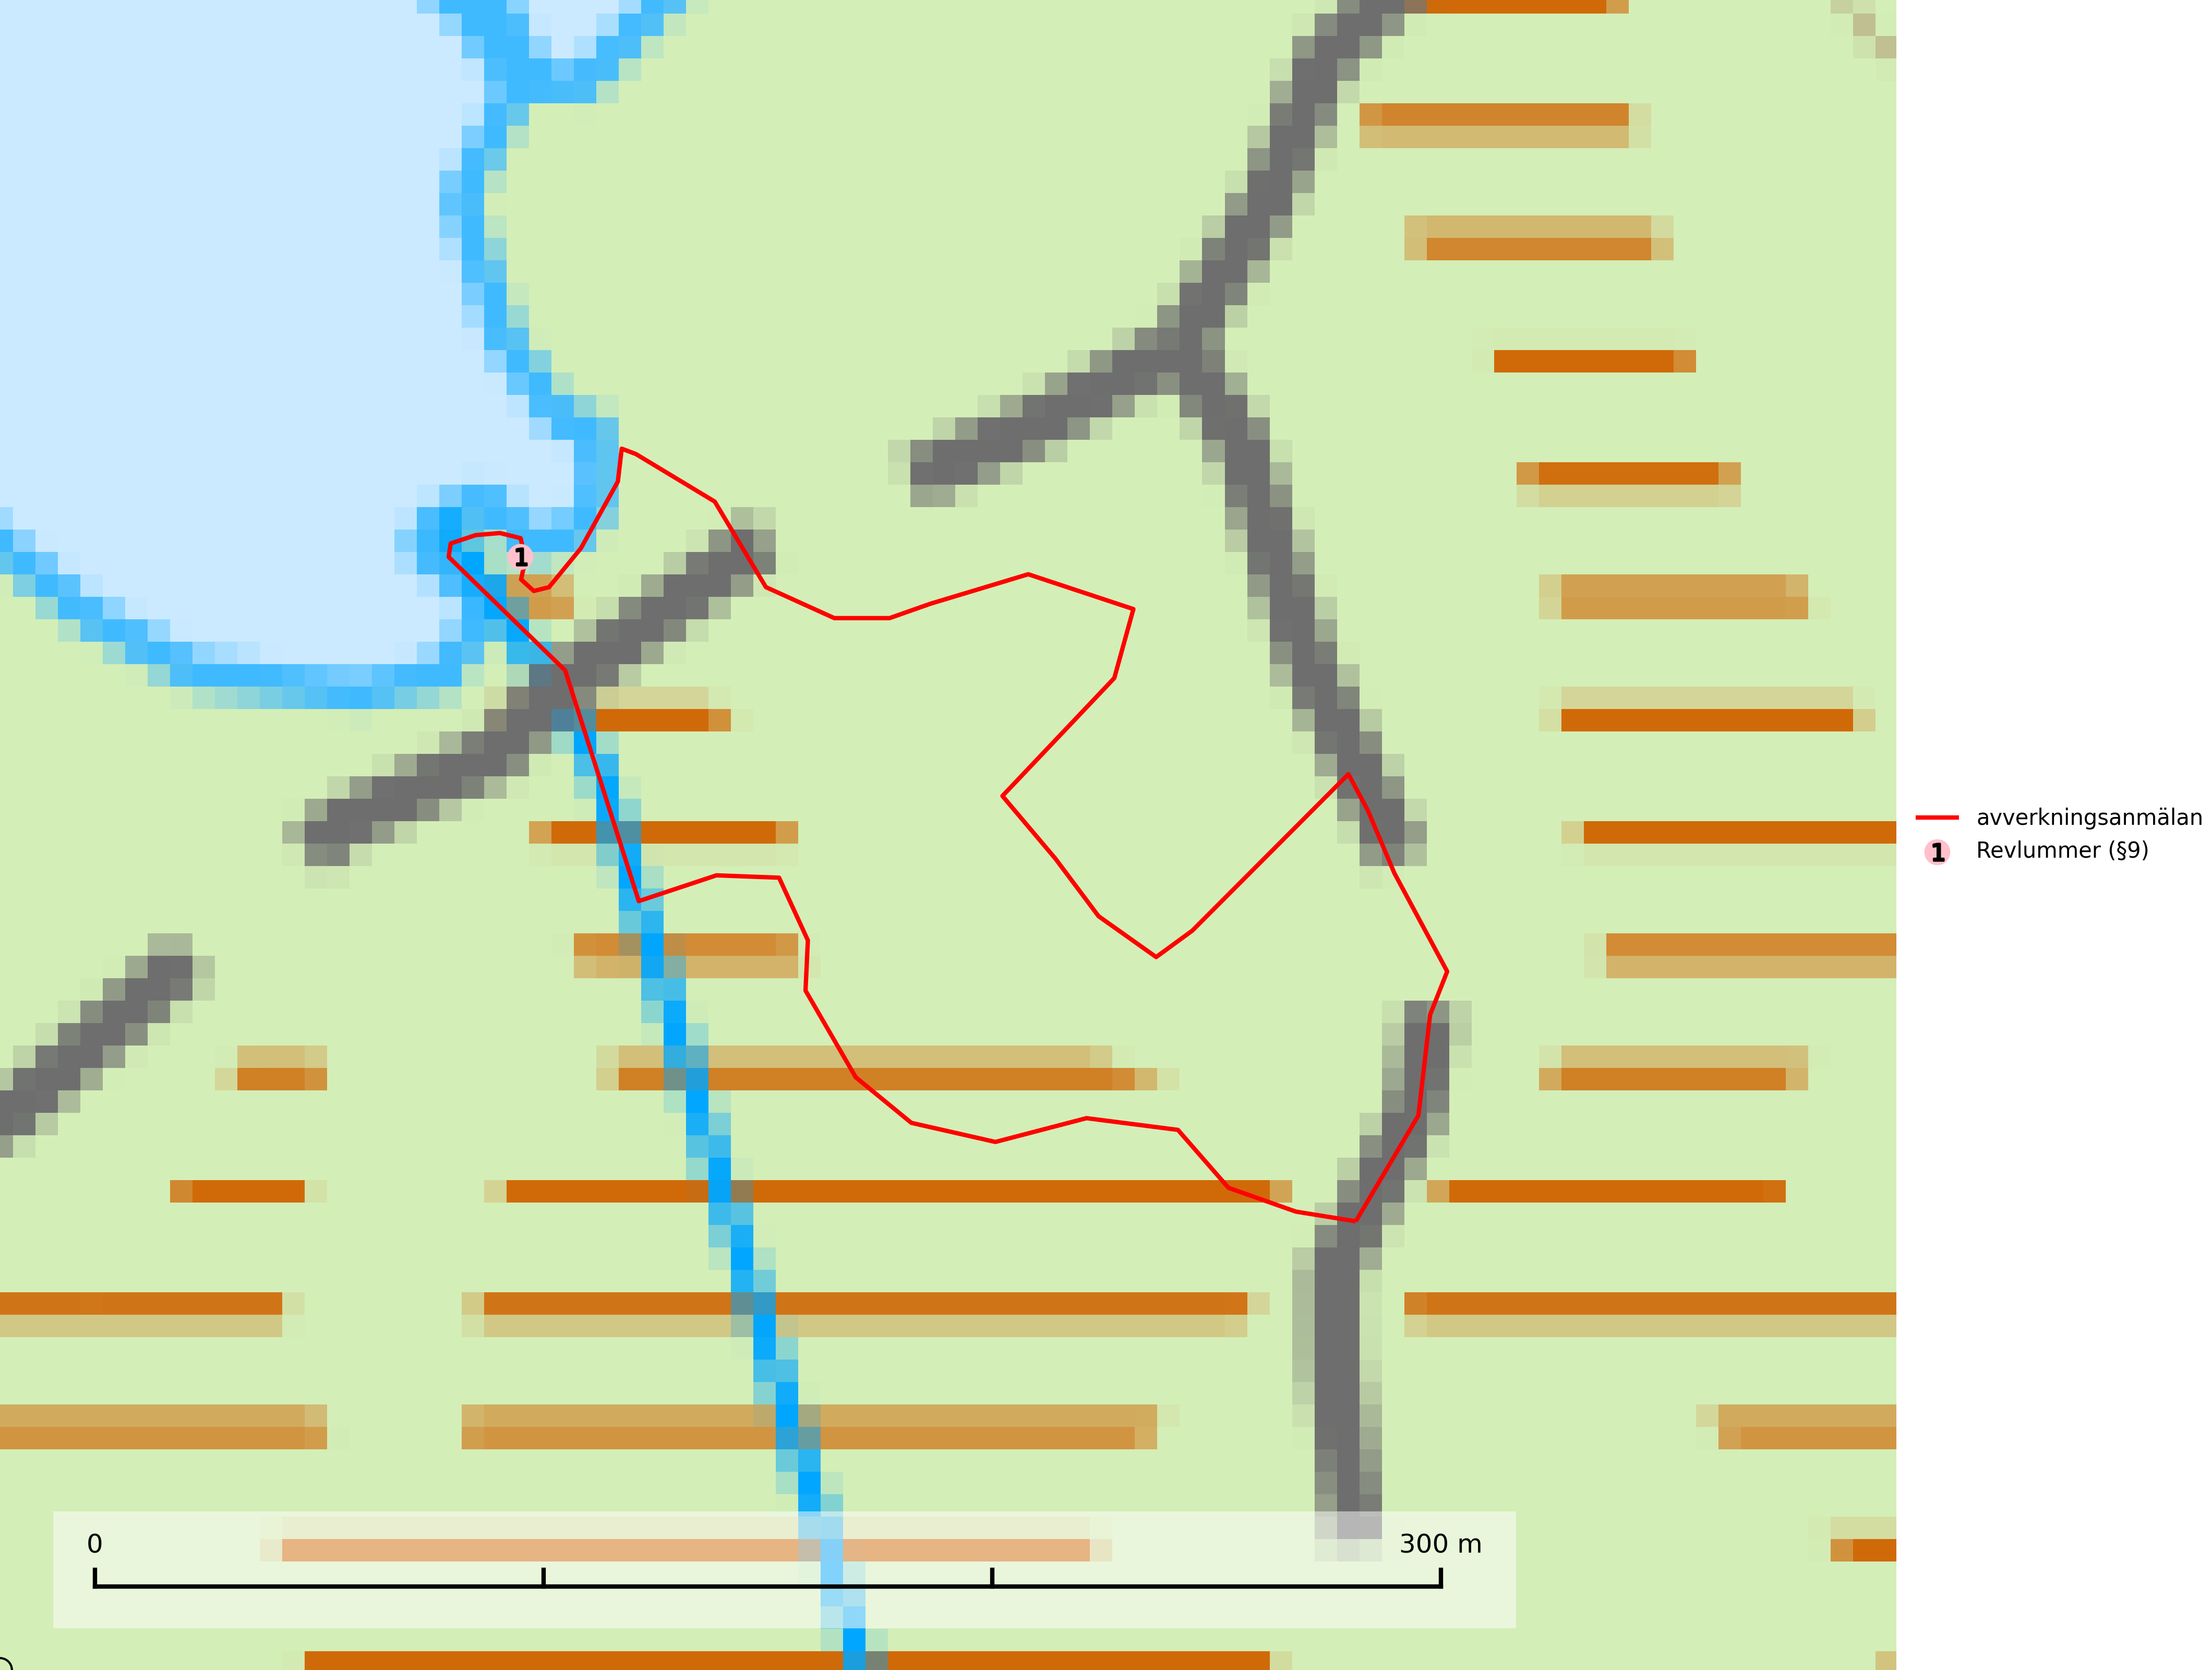 1
avverkningsanmälan
1 Revlummer (§9)
0 300 m